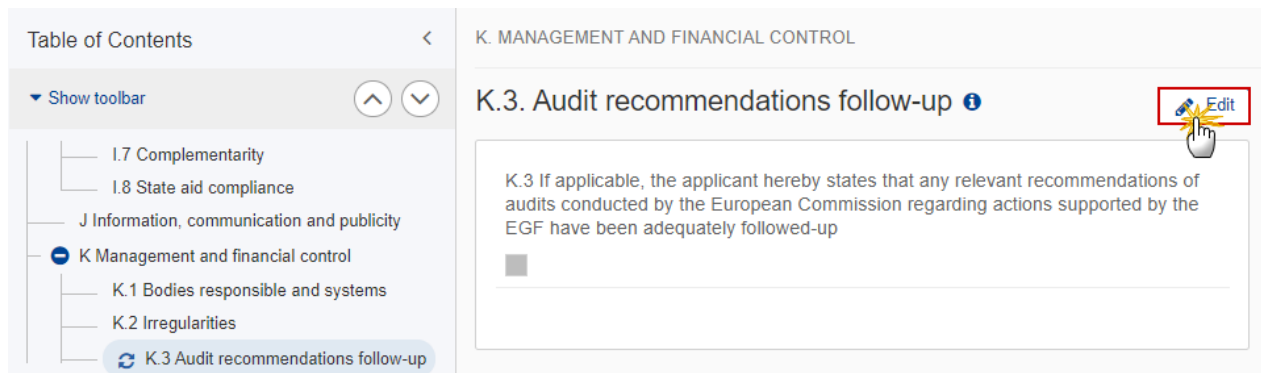 Table of Contents
Show toolbar
I.7 Complementarity
I.8 State aid compliance
J Information, communication and publicity
K Management and financial control
K.1 Bodies responsible and systems
K.2 Irregularities
K.3 Audit recommendations follow-up
K. MANAGEMENT AND FINANCIAL CONTROL
K.3. Audit recommendations follow-up
Edit
K.3 If applicable, the applicant hereby states that any relevant recommendations of
audits conducted by the European Commission regarding actions supported by the
EGF have been adequately followed-up